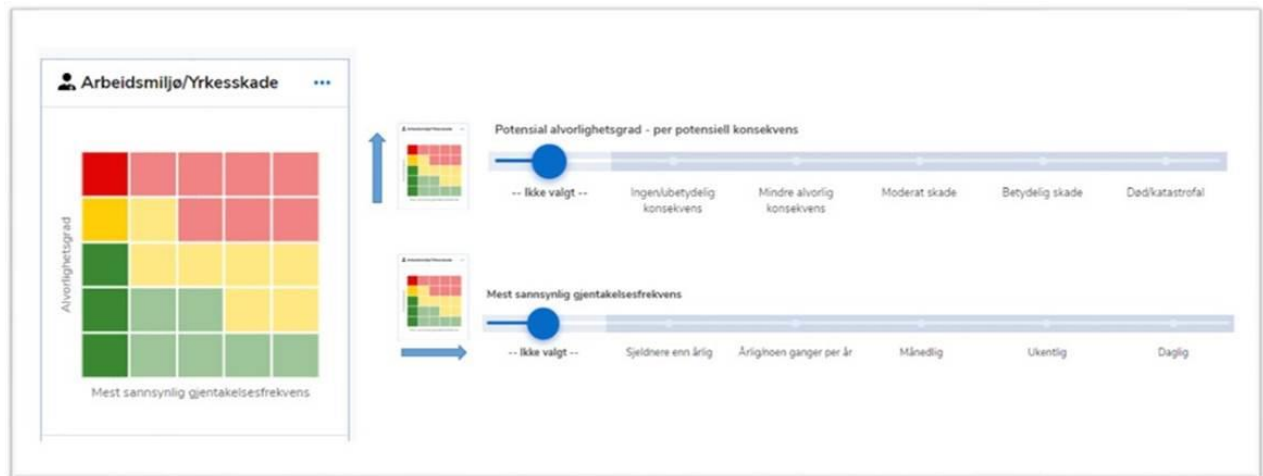 Arbeidsmiljø/Yrkesskade
Alvorlighetsgrad
Mest sannsynlig gjentakelsesfrekvens
Potensial alvorlighetsgrad - per potensiell konsekvens
-- Ikke valgt --
Ingen/ubetydelig
konsekvens
Mindre alvorlig
konsekvens
Moderat skade
Betydelig skade
Død/katastrofal
Mest sannsynlig gjentakelsesfrekvens
-- Ikke valgt --
Sjeldnere enn årlig
Årlig/noen ganger per år
Månedlig
Ukentlig
Daglig